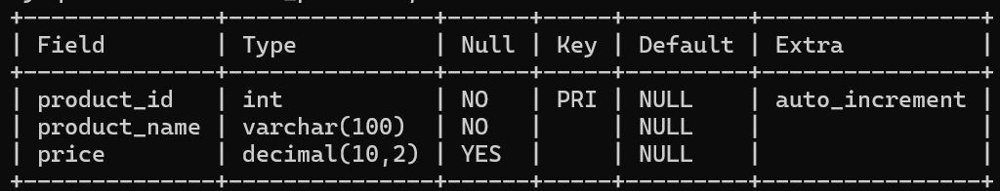 +--------------+---------------+------+-----+---------+----------------+
| Field        | Type          | Null | Key | Default | Extra          |
+--------------+---------------+------+-----+---------+----------------+
| product_id   | int           | NO   | PRI | NULL    | auto_increment |
| product_name | varchar(100)  | NO   |     | NULL    |                |
| price        | decimal(10,2) | YES  |     | NULL    |                |
+--------------+---------------+------+-----+---------+----------------+